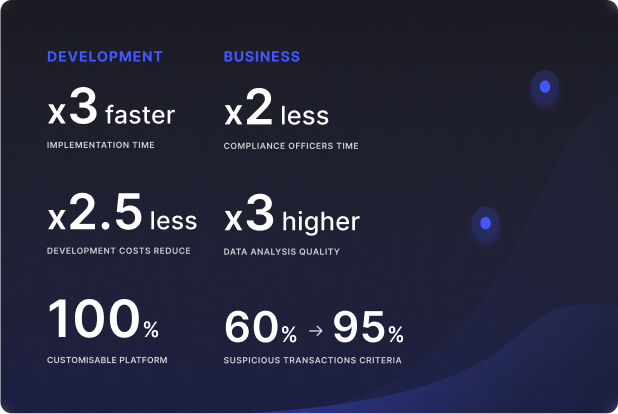 DEVELOPMENT
x3 faster
IMPLEMENTATION TIME
x2.5 less
DEVELOPMENT COSTS REDUCE
100%
CUSTOMISABLE PLATFORM
BUSINESS
x2 less
COMPLIANCE OFFICERS TIME
x3 higher
DATA ANALYSIS QUALITY
60% → 95%
SUSPICIOUS TRANSACTIONS CRITERIA